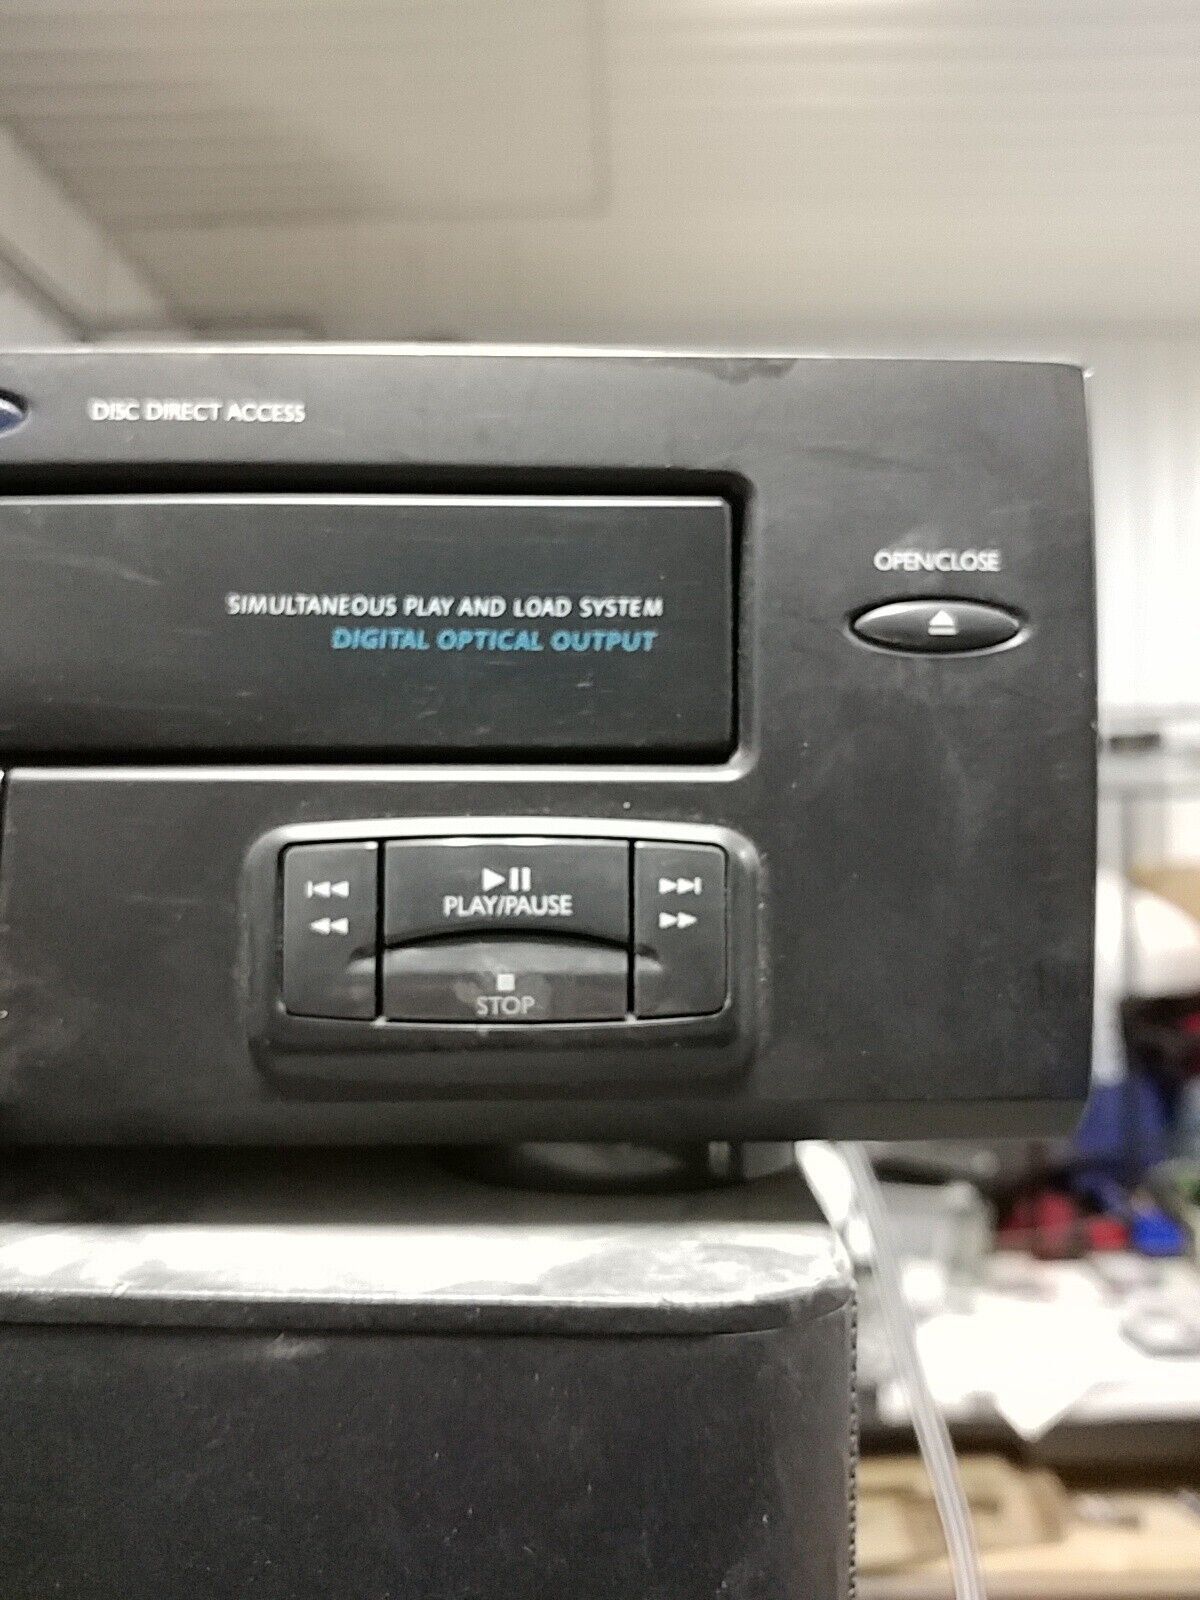 DISC DIRECT ACCESS
OPEN/CLOSE
SIMULTANEOUS PLAY AND LOAD SYSTEM
DIGITAL OPTICAL OUTPUT
PLAY/PAUSE
STOP